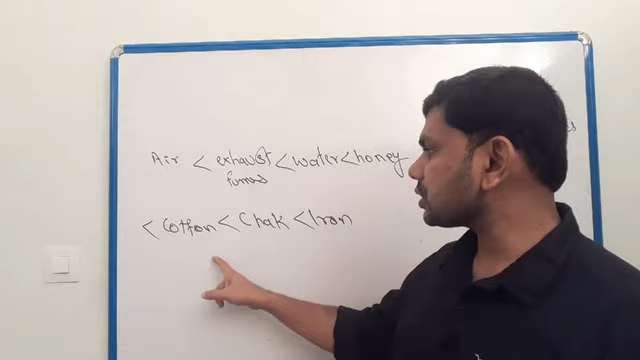 Air < exhaust < water < honey
fumes
< Cotton < Chak < Iron